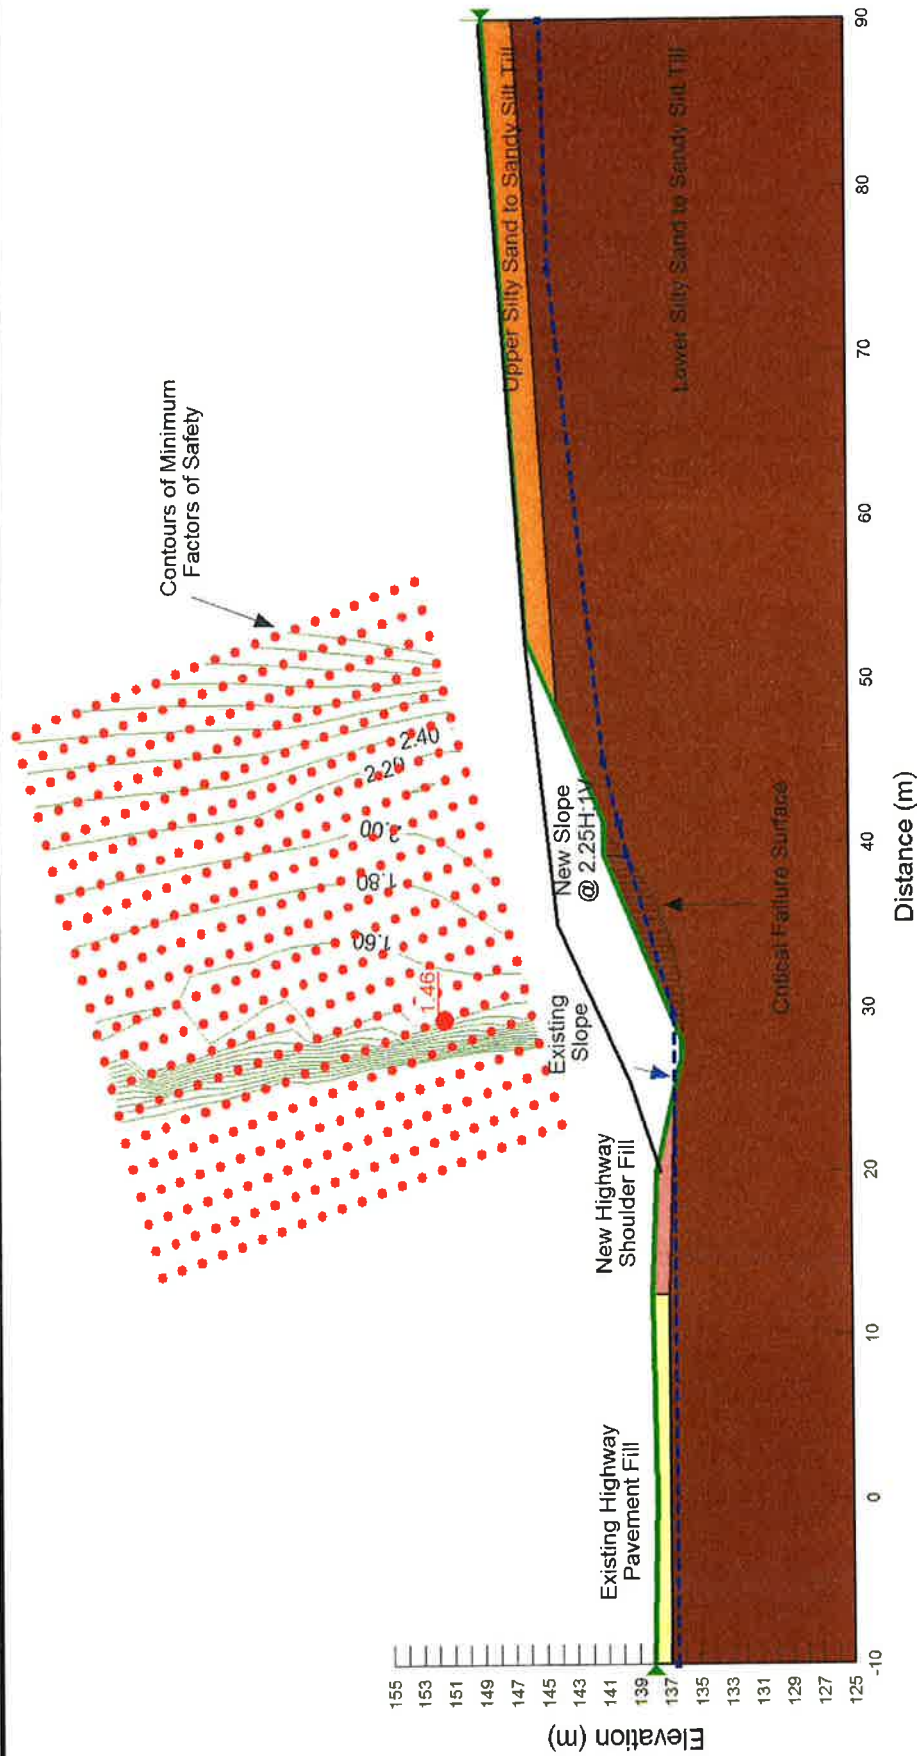 Contours of Minimum
Factors of Safety
2.40
2.20
2.00
1.80
1.60
1.46
Existing Highway
Pavement Fill
New Highway
Shoulder Fill
Existing
Slope
New Slope
@ 2.25H:1V
Upper Silty Sand to Sandy Silt Till
Lower Silty Sand to Sandy Silt Till
Critical Failure Surface
Elevation (m)
155
153
151
149
147
145
143
141
139
137
135
133
131
129
127
125
-10
0
10
20
30
40
50
60
70
80
90
Distance (m)